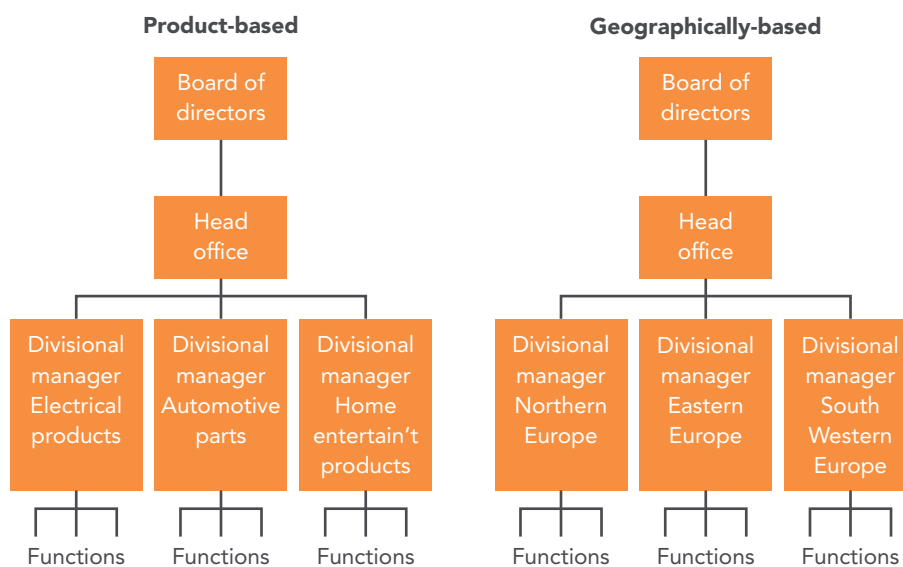 Product-based
Board of
directors
Head
office
Divisional
manager
Electrical
products
Divisional
manager
Automotive
parts
Divisional
manager
Home
entertain’t
products
Functions
Functions
Functions
Geographically-based
Board of
directors
Head
office
Divisional
manager
Northern
Europe
Divisional
manager
Eastern
Europe
Divisional
manager
South
Western
Europe
Functions
Functions
Functions